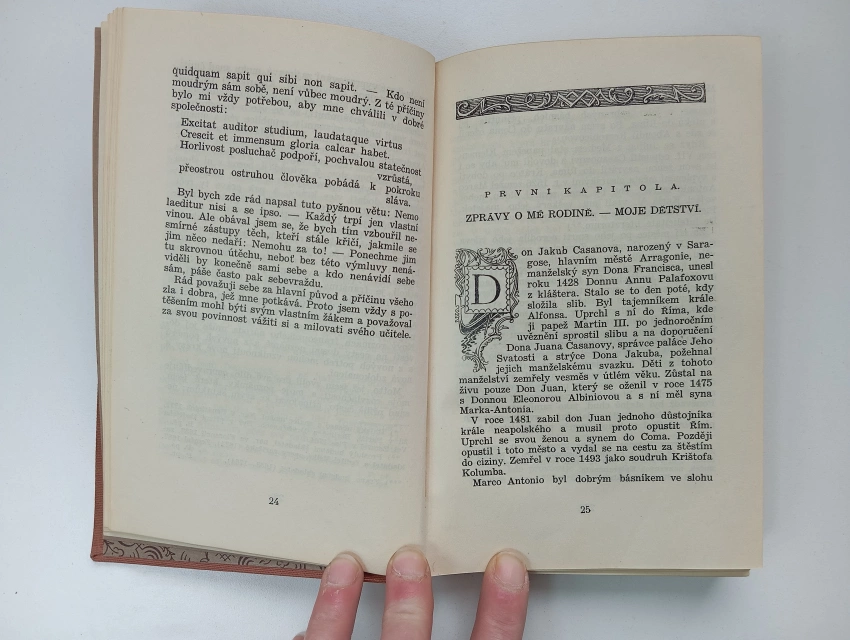 quidquam sapit qui sibi non sapit. — Kdo není
moudrým sám sobě, není vůbec moudrý. Z té příčiny
bylo mi vždy potřebou, aby mne chválili v dobré
společnosti:
Excitat auditor studium, laudataque virtus
Crescit et immensum gloria calcar habet.
Horlivost posluchač podpoří, pochvalou statečnost
vzrůstá,
přeostrou ostruhou člověka pobádá k pokroku
sláva.
Byl bych zde rád napsal tuto pyšnou větu: Nemo
laeditur nisi a se ipso. — Každý trpí jen vlastní
vinou. Ale obával jsem se, že bych tím vzbouřil ne-
smírné zástupy těch, kteří stále křičí, jakmile se
jim něco nedaří: Nemohu za to! — Ponechme jim
tu skrovnou útěchu, neboť bez této výmluvy nená-
viděli by konečně sami sebe a kdo nenávidí sebe
sám, páše často pak sebevraždu.
Rád považuji sebe za hlavní původ a příčinu všeho
zla i dobra, jež mne potkává. Proto jsem vždy s po-
těšením mohl býti svým vlastním žákem a považoval
za svou povinnost vážiti si a milovati svého učitele.
24
PRVNI KAPITOLA.
ZPRÁVY O MÉ RODINĚ. — MOJE DĚTSTVÍ.
Don Jakub Casanova, narozený v Sara-
gose, hlavním městě Arragonie, ne-
manželský syn Dona Francisca, unesl
roku 1428 Donnu Annu Palafoxovu
z kláštera. Stalo se to den poté, kdy
složila slib. Byl tajemníkem krále
Alfonsa. Uprchl s ní do Říma, kde
ji papež Martin III. po jednoročním
uvěznění sprostil slibu a na doporučení
Dona Juana Casanovy, správce paláce Jeho
Svatosti a strýce Dona Jakuba, požehnal
jejich manželskému svazku. Děti z tohoto
manželství zemřely vesměs v útlém věku. Zůstal na
živu pouze Don Juan, který se oženil v roce 1475
s Donnou Eleonorou Albiniovou a s ní měl syna
Marka-Antonia.
V roce 1481 zabil don Juan jednoho důstojníka
krále neapolského a musil proto opustit Řím.
Uprchl se svou ženou a synem do Coma. Později
opustil i toto město a vydal se na cestu za štěstím
do ciziny. Zemřel v roce 1493 jako soudruh Krištofa
Kolumba.
Marco Antonio byl dobrým básníkem ve slohu
25